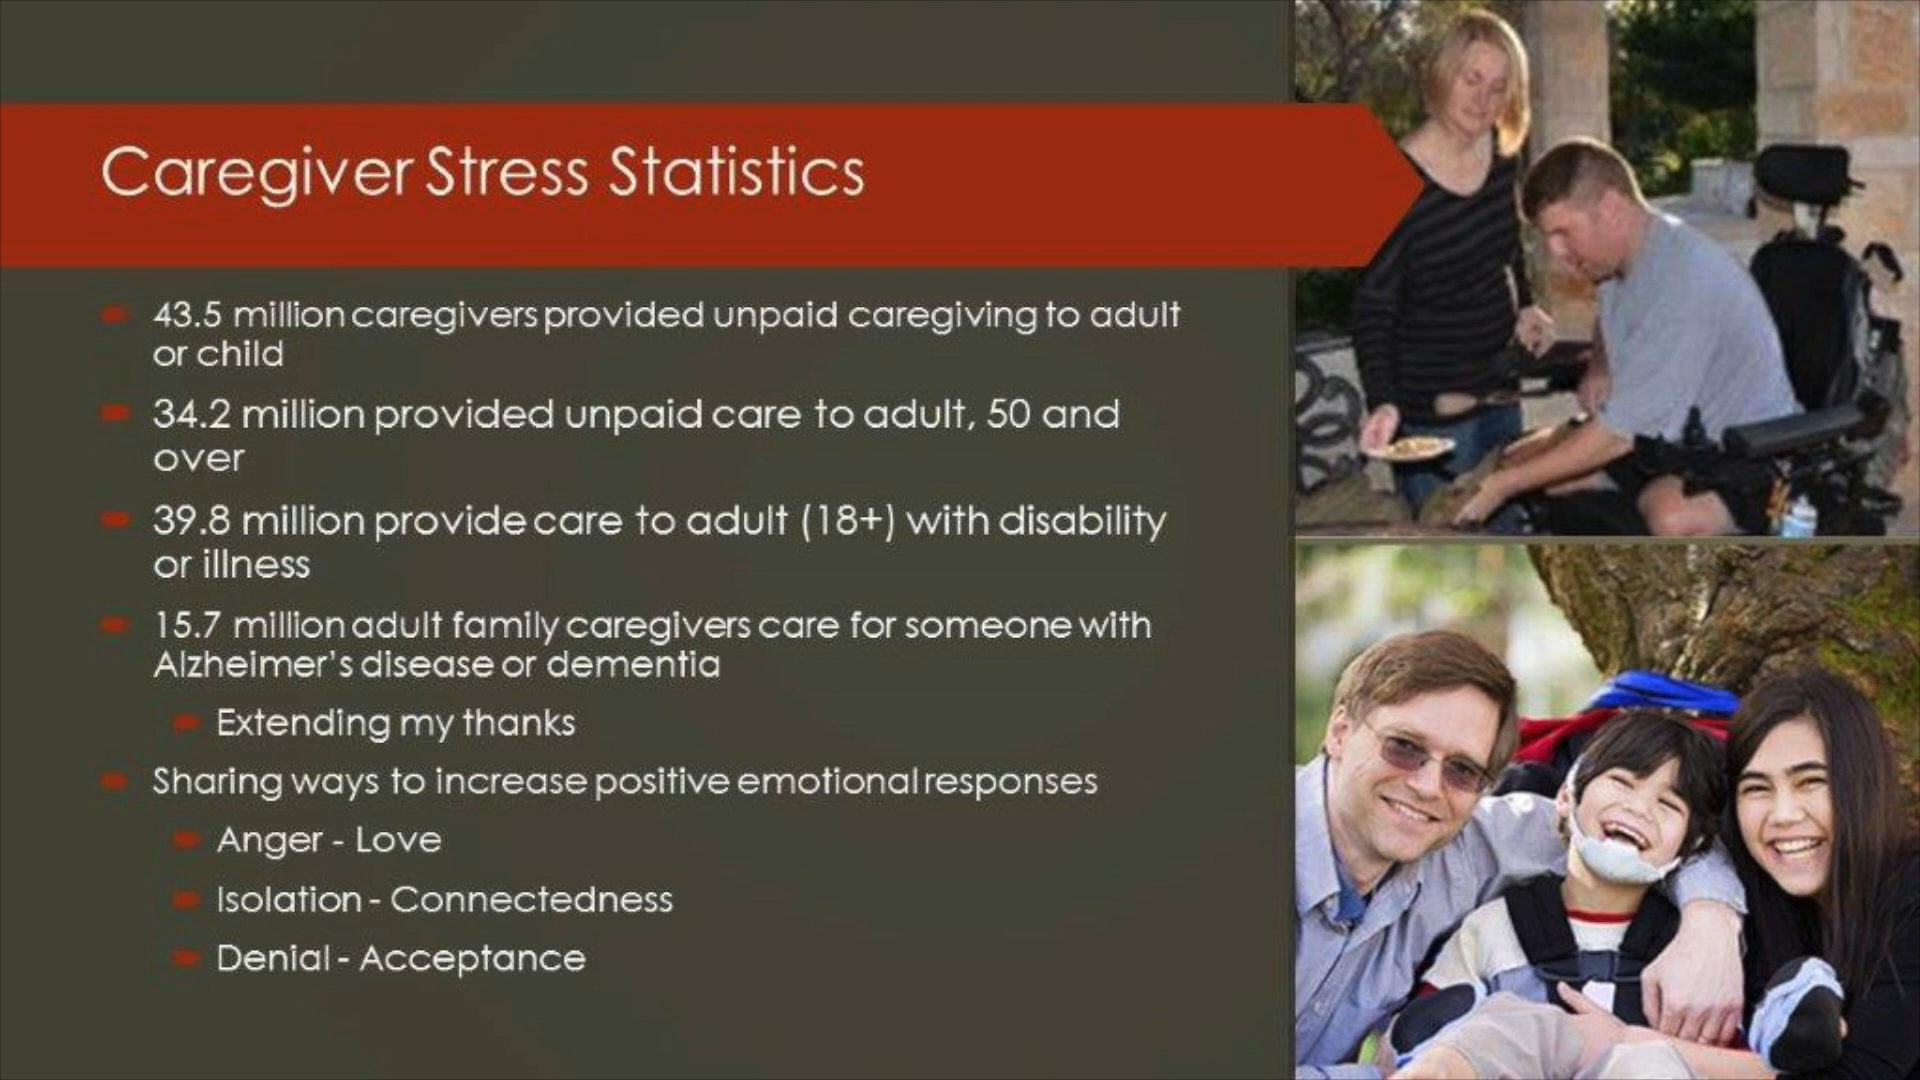 Caregiver Stress Statistics
43.5 million caregivers provided unpaid caregiving to adult
or child
34.2 million provided unpaid care to adult, 50 and
over
39.8 million provide care to adult (18+) with disability
or illness
15.7 million adult family caregivers care for someone with
Alzheimer's disease or dementia
Extending my thanks
Sharing ways to increase positive emotional responses
Anger - Love
Isolation - Connectedness
Denial - Acceptance